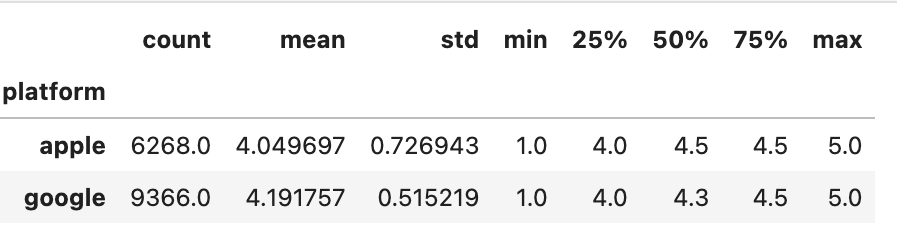 count mean std min 25% 50% 75% max
platform
apple 6268.0 4.049697 0.726943 1.0 4.0 4.5 4.5 5.0
google 9366.0 4.191757 0.515219 1.0 4.0 4.3 4.5 5.0